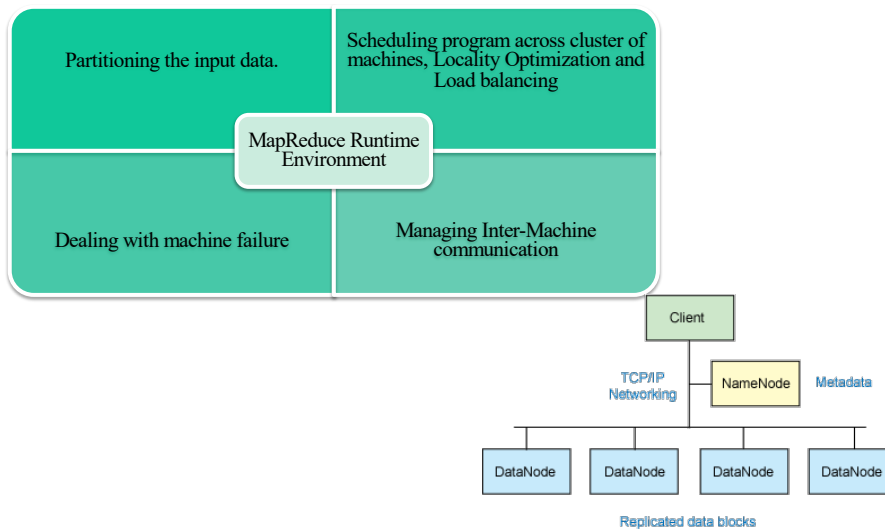 Partitioning the input data.
Scheduling program across cluster of
machines, Locality Optimization and
Load balancing
MapReduce Runtime
Environment
Dealing with machine failure
Managing Inter-Machine
communication
Client
TCP/IP
Networking
NameNode
Metadata
DataNode
DataNode
DataNode
DataNode
Replicated data blocks